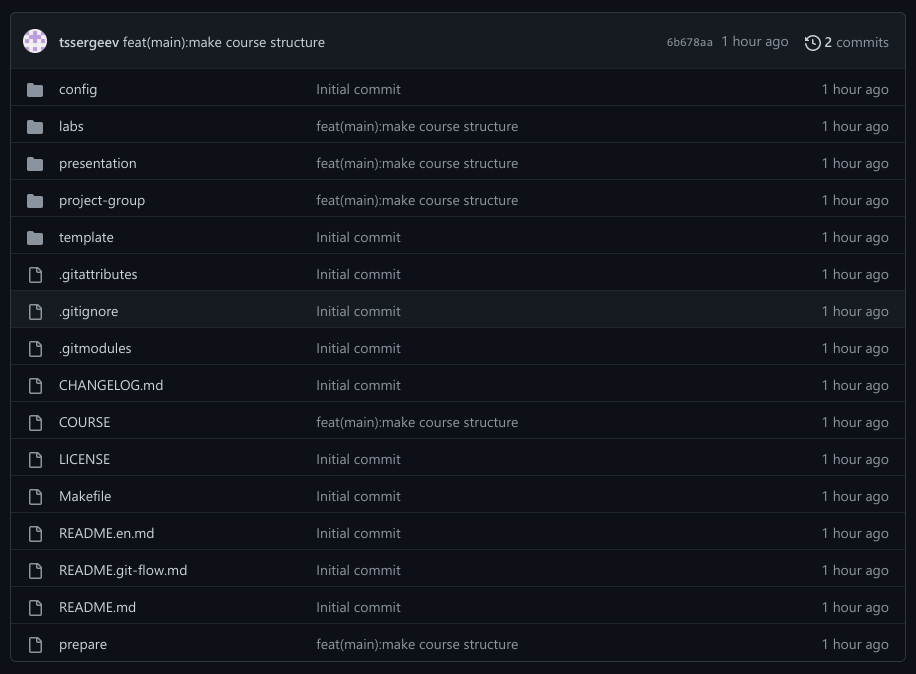 tssergeev feat(main):make course structure 6b678aa 1 hour ago 2 commits
config Initial commit 1 hour ago
labs feat(main):make course structure 1 hour ago
presentation feat(main):make course structure 1 hour ago
project-group feat(main):make course structure 1 hour ago
template Initial commit 1 hour ago
.gitattributes Initial commit 1 hour ago
.gitignore Initial commit 1 hour ago
.gitmodules Initial commit 1 hour ago
CHANGELOG.md Initial commit 1 hour ago
COURSE feat(main):make course structure 1 hour ago
LICENSE Initial commit 1 hour ago
Makefile Initial commit 1 hour ago
README.en.md Initial commit 1 hour ago
README.git-flow.md Initial commit 1 hour ago
README.md Initial commit 1 hour ago
prepare feat(main):make course structure 1 hour ago